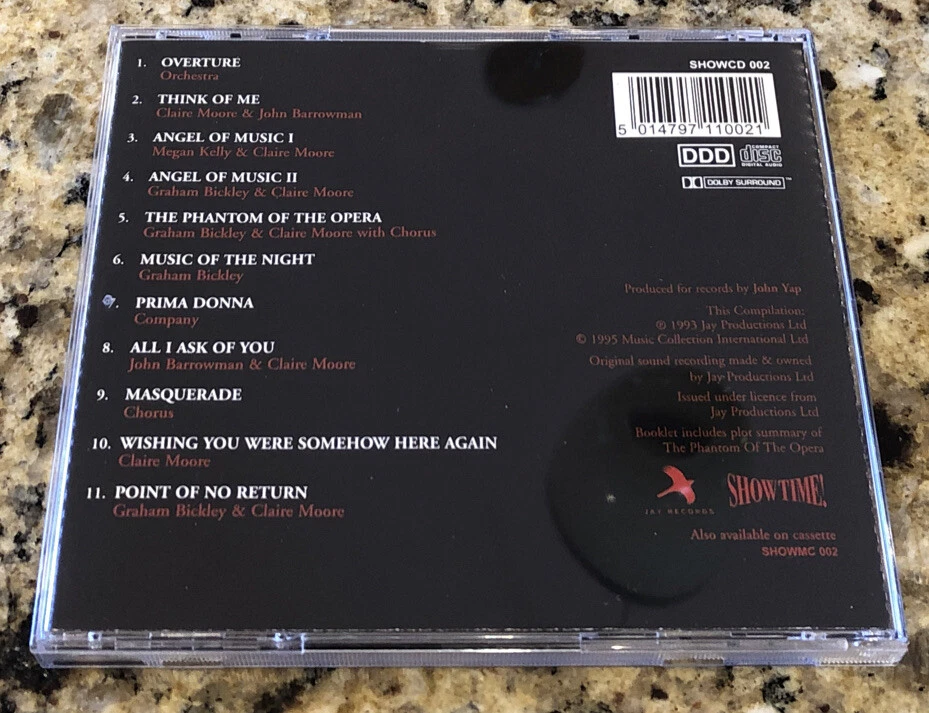 1. OVERTURE
Orchestra
2. THINK OF ME
Claire Moore & John Barrowman
3. ANGEL OF MUSIC I
Megan Kelly & Claire Moore
4. ANGEL OF MUSIC II
Graham Bickley & Claire Moore
5. THE PHANTOM OF THE OPERA
Graham Bickley & Claire Moore with Chorus
6. MUSIC OF THE NIGHT
Graham Bickley
7. PRIMA DONNA
Company
8. ALL I ASK OF YOU
John Barrowman & Claire Moore
9. MASQUERADE
Chorus
10. WISHING YOU WERE SOMEHOW HERE AGAIN
Claire Moore
11. POINT OF NO RETURN
Graham Bickley & Claire Moore
SHOWCD 002
5 014797 110021
DDD COMPACT disc DIGITAL AUDIO
DOLBY SURROUND™
Produced for records by John Yap
This Compilation:
℗ 1993 Jay Productions Ltd
© 1995 Music Collection International Ltd
Original sound recording made & owned
by Jay Productions Ltd
Issued under licence from
Jay Productions Ltd
Booklet includes plot summary of
The Phantom Of The Opera
JAY RECORDS SHOWTIME!
Also available on cassette
SHOWMC 002